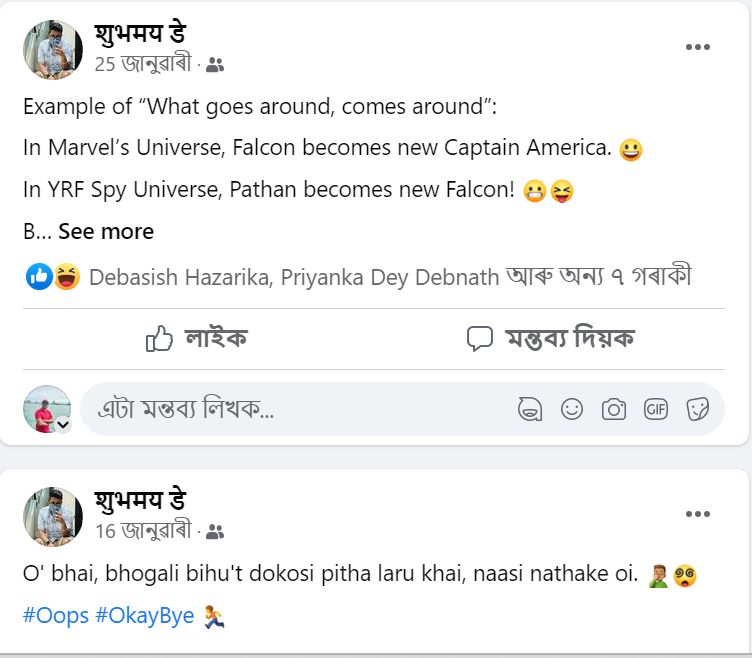 शुभमय डे
25 জানুৱাৰী ·
Example of “What goes around, comes around”:
In Marvel’s Universe, Falcon becomes new Captain America. 😀
In YRF Spy Universe, Pathan becomes new Falcon! 😬😝
B... See more
Debasish Hazarika, Priyanka Dey Debnath আৰু অন্য ৭ গৰাকী
লাইক
মন্তব্য দিয়ক
এটা মন্তব্য লিখক...
GIF
शुभमय डे
16 জানুৱাৰী ·
O' bhai, bhogali bihu't dokosi pitha laru khai, naasi nathake oi. 🤦‍♂️😵‍💫
#Oops #OkayBye 🏃